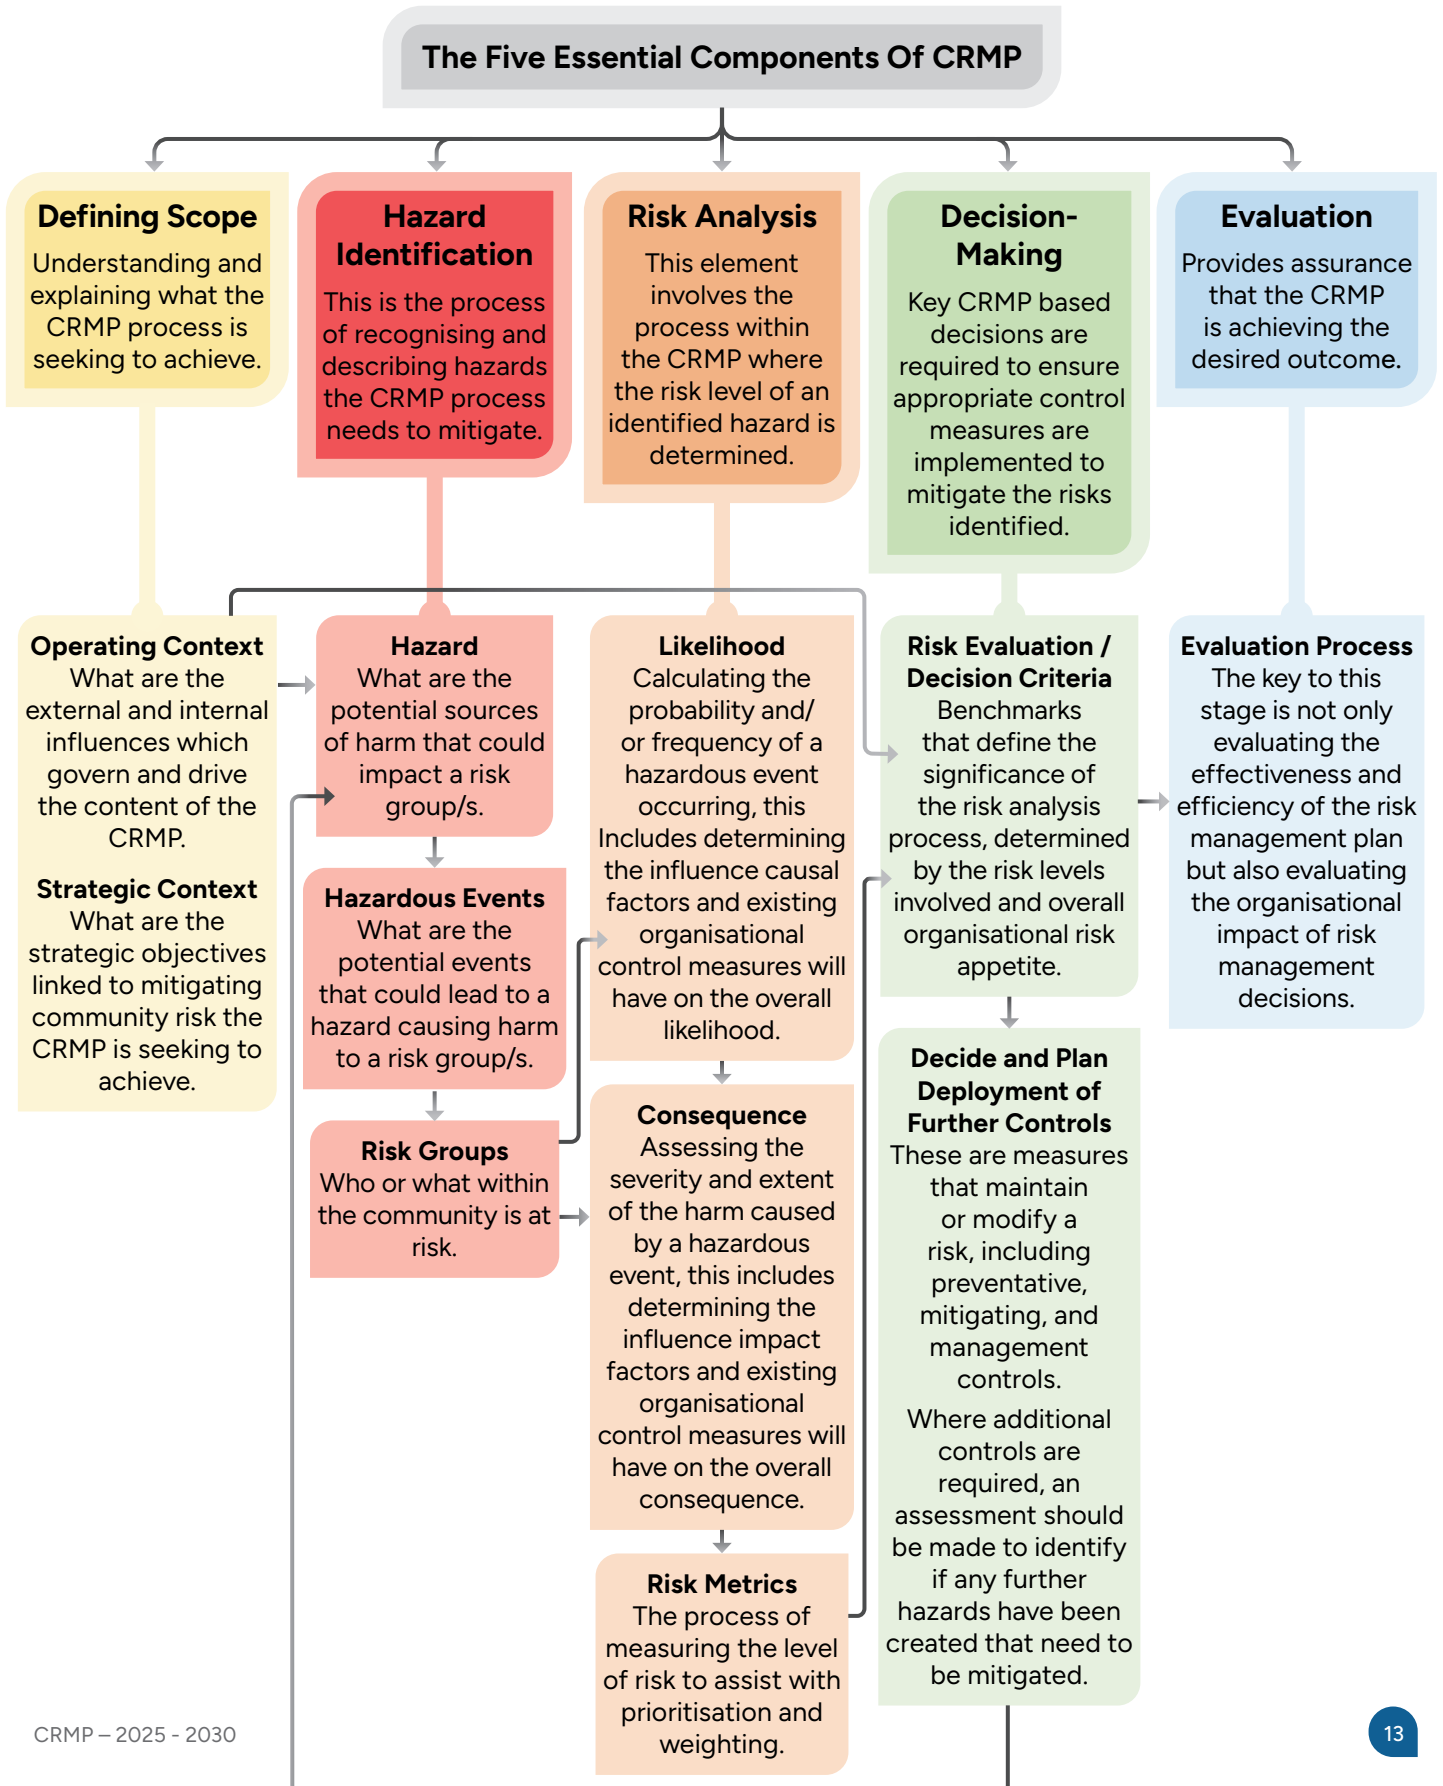 The Five Essential Components Of CRMP
Defining Scope
Understanding and
explaining what the
CRMP process is
seeking to achieve.
Hazard
Identification
This is the process
of recognising and
describing hazards
the CRMP process
needs to mitigate.
Risk Analysis
This element
involves the
process within
the CRMP where
the risk level of an
identified hazard is
determined.
Decision-
Making
Key CRMP based
decisions are
required to ensure
appropriate control
measures are
implemented to
mitigate the risks
identified.
Evaluation
Provides assurance
that the CRMP
is achieving the
desired outcome.
Operating Context
What are the
external and internal
influences which
govern and drive
the content of the
CRMP.
Strategic Context
What are the
strategic objectives
linked to mitigating
community risk the
CRMP is seeking to
achieve.
Hazard
What are the
potential sources
of harm that could
impact a risk
group/s.
Hazardous Events
What are the
potential events
that could lead to a
hazard causing harm
to a risk group/s.
Risk Groups
Who or what within
the community is at
risk.
Likelihood
Calculating the
probability and/
or frequency of a
hazardous event
occurring, this
Includes determining
the influence causal
factors and existing
organisational
control measures will
have on the overall
likelihood.
Consequence
Assessing the
severity and extent
of the harm caused
by a hazardous
event, this includes
determining the
influence impact
factors and existing
organisational
control measures will
have on the overall
consequence.
Risk Metrics
The process of
measuring the level
of risk to assist with
prioritisation and
weighting.
Risk Evaluation /
Decision Criteria
Benchmarks
that define the
significance of
the risk analysis
process, determined
by the risk levels
involved and overall
organisational risk
appetite.
Decide and Plan
Deployment of
Further Controls
These are measures
that maintain
or modify a
risk, including
preventative,
mitigating, and
management
controls.
Where additional
controls are
required, an
assessment should
be made to identify
if any further
hazards have been
created that need to
be mitigated.
Evaluation Process
The key to this
stage is not only
evaluating the
effectiveness and
efficiency of the risk
management plan
but also evaluating
the organisational
impact of risk
management
decisions.
CRMP – 2025 - 2030
13